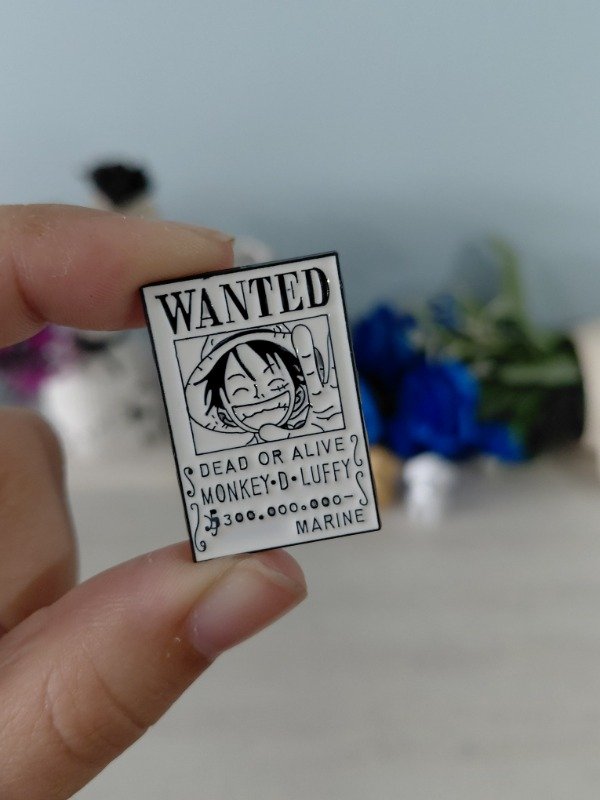 WANTED
DEAD OR ALIVE
MONKEY•D•LUFFY
฿300.000.000-
MARINE